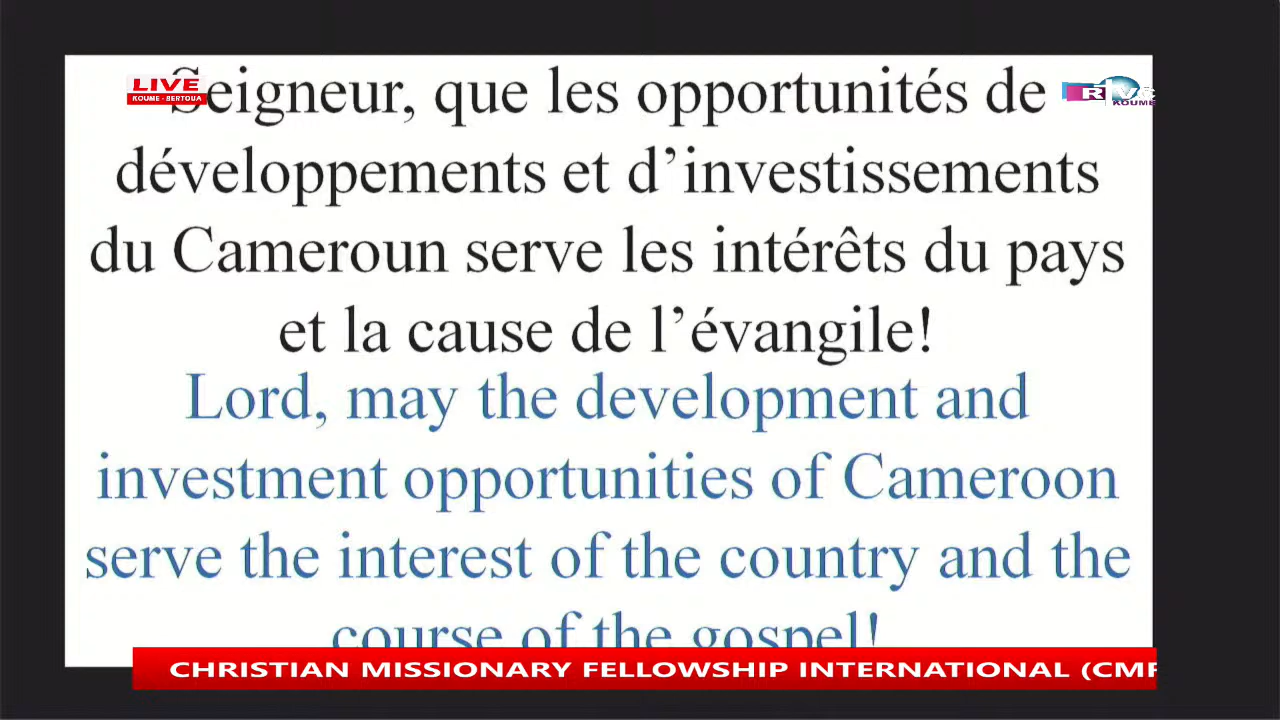 LIVE
KOUME - BERTOUA
Seigneur, que les opportunités de
développements et d’investissements
du Cameroun serve les intérêts du pays
et la cause de l’évangile!
Lord, may the development and
investment opportunities of Cameroon
serve the interest of the country and the
course of the gospel!
KOUME
CHRISTIAN MISSIONARY FELLOWSHIP INTERNATIONAL (CMF